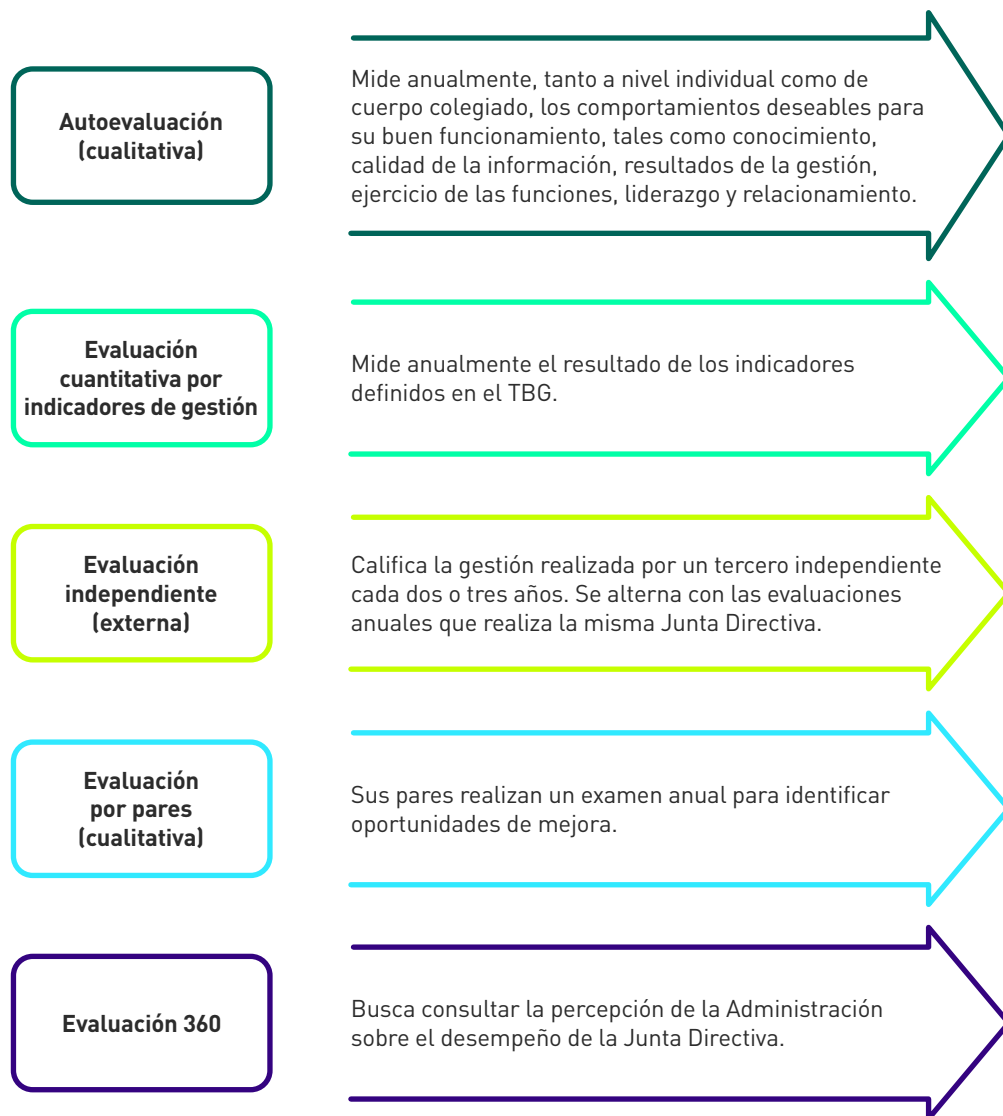 Autoevaluación
(cualitativa)
Mide anualmente, tanto a nivel individual como de
cuerpo colegiado, los comportamientos deseables para
su buen funcionamiento, tales como conocimiento,
calidad de la información, resultados de la gestión,
ejercicio de las funciones, liderazgo y relacionamiento.
Evaluación
cuantitativa por
indicadores de gestión
Mide anualmente el resultado de los indicadores
definidos en el TBG.
Evaluación
independiente
(externa)
Califica la gestión realizada por un tercero independiente
cada dos o tres años. Se alterna con las evaluaciones
anuales que realiza la misma Junta Directiva.
Evaluación
por pares
(cualitativa)
Sus pares realizan un examen anual para identificar
oportunidades de mejora.
Evaluación 360
Busca consultar la percepción de la Administración
sobre el desempeño de la Junta Directiva.